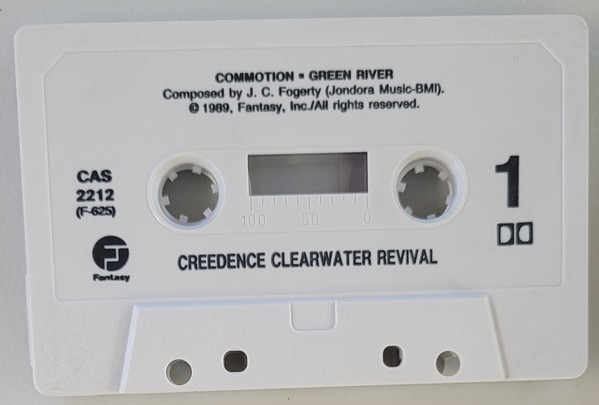 COMMOTION ▪ GREEN RIVER
Composed by J. C. Fogerty (Jondora Music-BMI).
© 1989, Fantasy, Inc./All rights reserved.
CAS
2212
(F-625)
1
100 50 0
Fantasy
CREEDENCE CLEARWATER REVIVAL